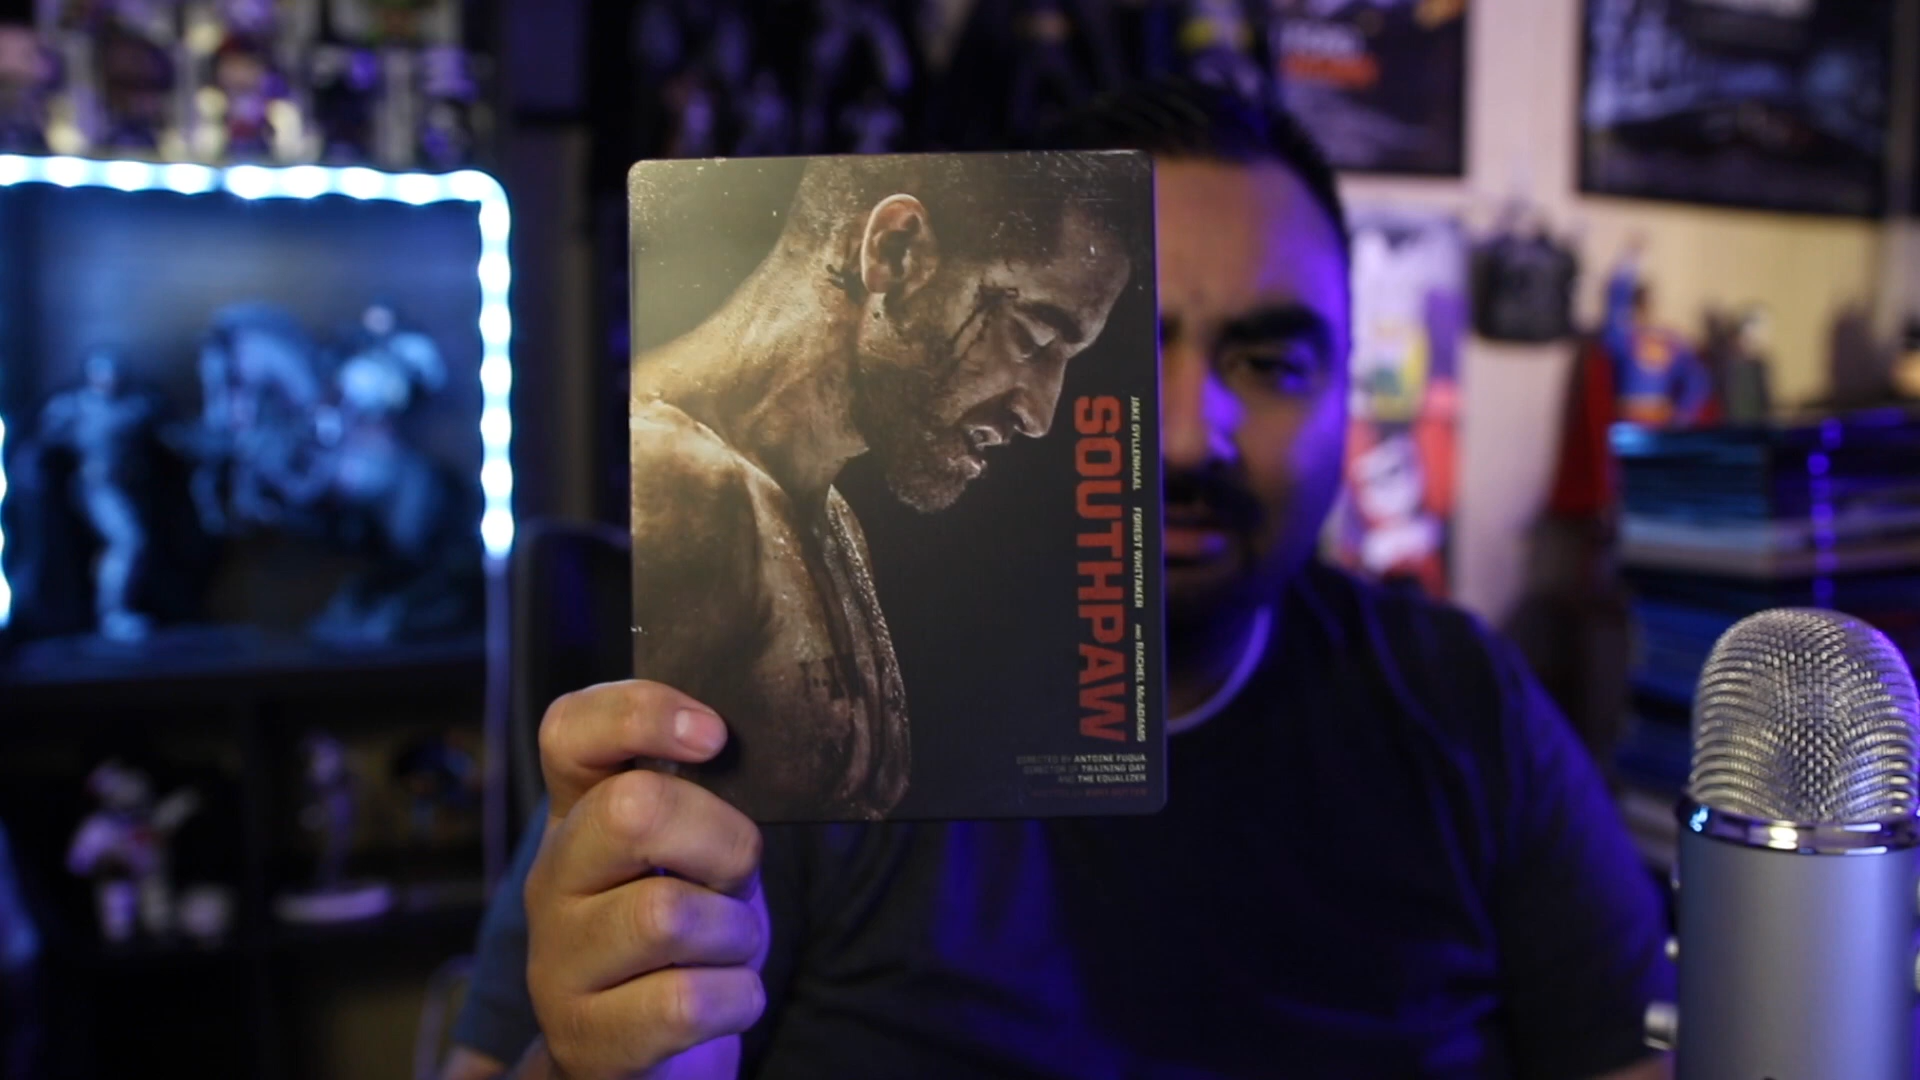 SOUTHPAW
JAKE GYLLENHAAL FOREST WHITAKER AND RACHEL McADAMS
DIRECTED BY ANTOINE FUQUA
DIRECTOR OF TRAINING DAY
AND THE EQUALIZER